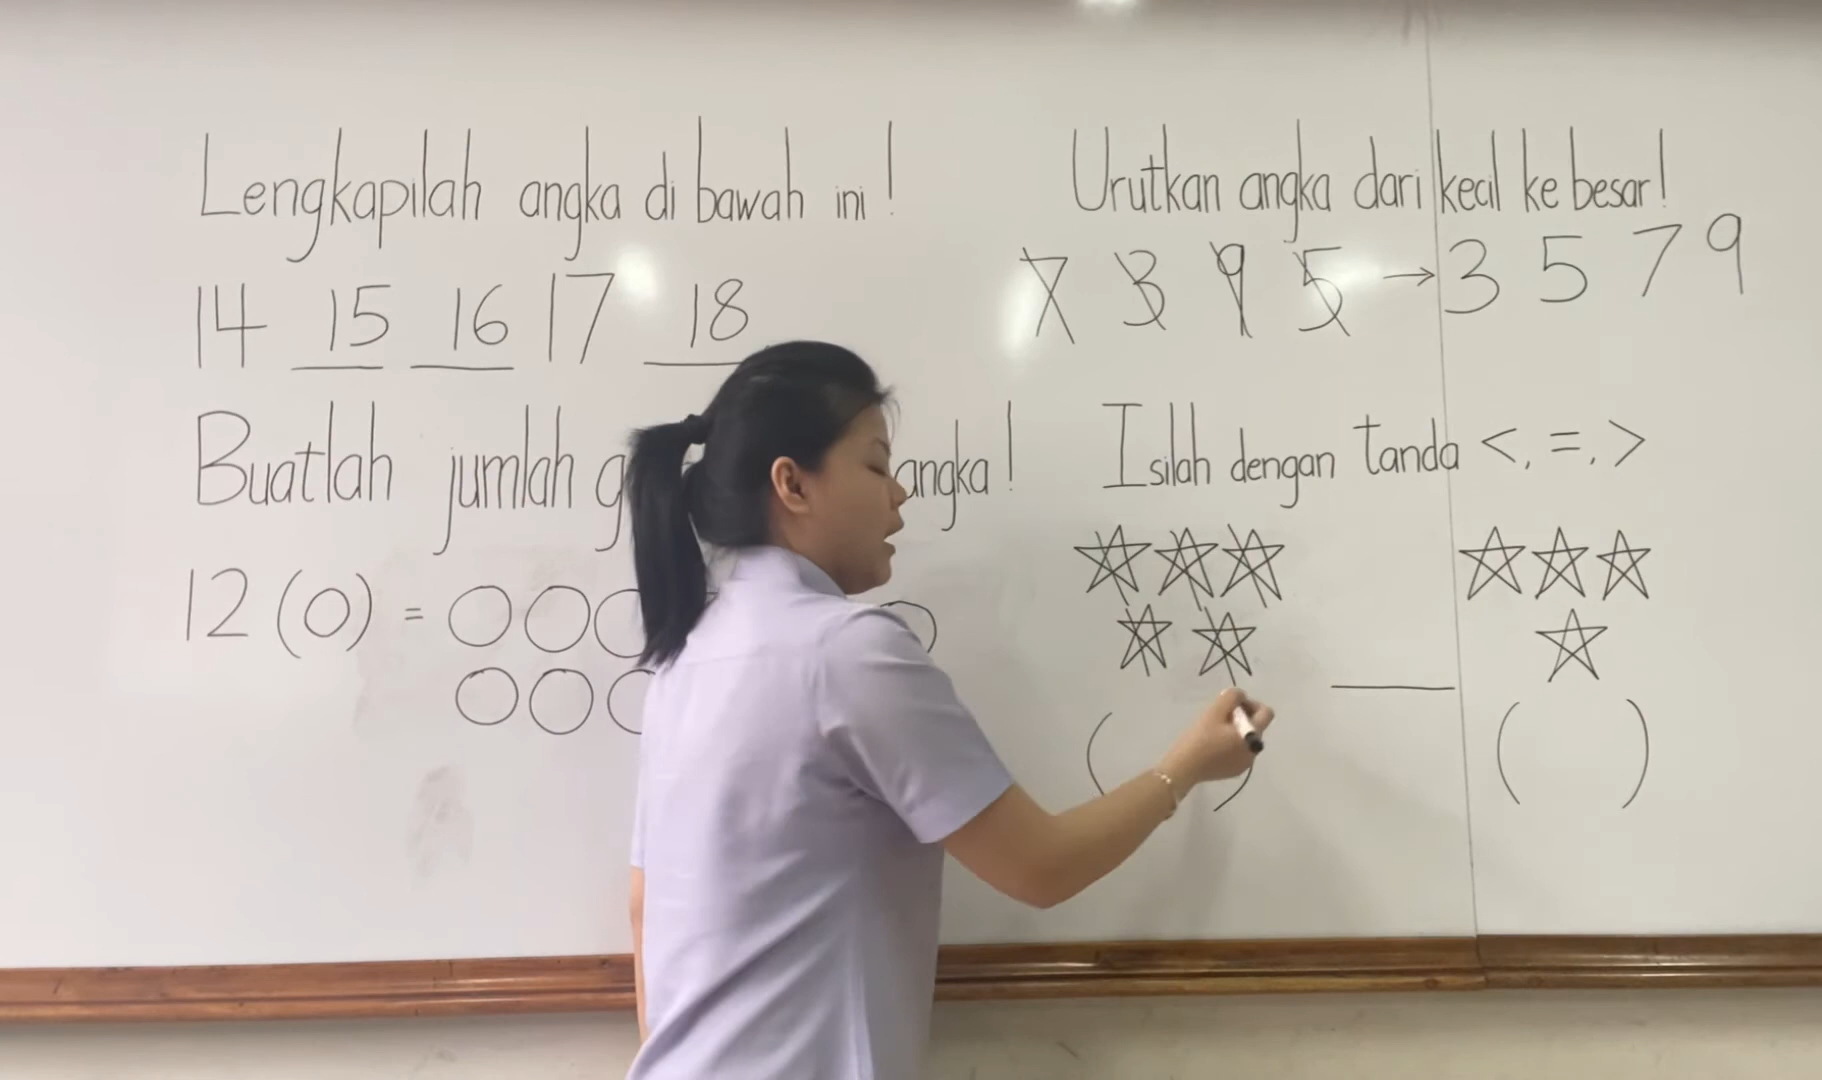 Lengkapilah angka di bawah ini!
14 15 16 17 18
Buatlah jumlah angka!
12 (0) =
Urutkan angka dari kecil ke besar!
7 3 9 5 → 3 5 7 9
Isilah dengan tanda <, =, >
( ) ( )